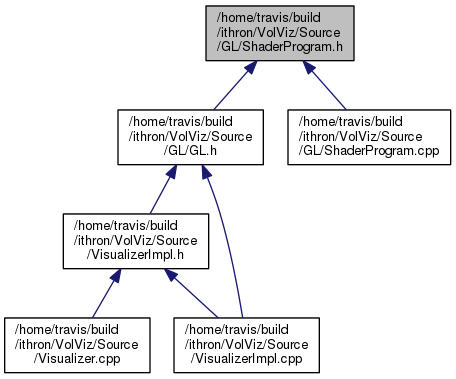 /home/travis/build
/ithron/VolViz/Source
/GL/ShaderProgram.h
/home/travis/build
/ithron/VolViz/Source
/GL/GL.h
/home/travis/build
/ithron/VolViz/Source
/GL/ShaderProgram.cpp
/home/travis/build
/ithron/VolViz/Source
/VisualizerImpl.h
/home/travis/build
/ithron/VolViz/Source
/Visualizer.cpp
/home/travis/build
/ithron/VolViz/Source
/VisualizerImpl.cpp